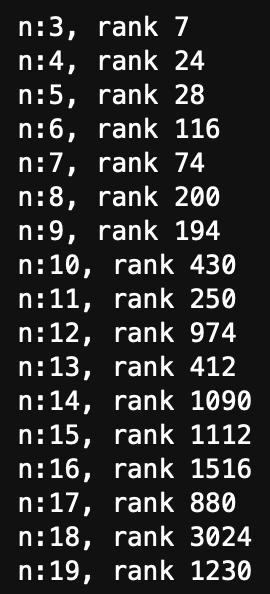 n:3, rank 7
n:4, rank 24
n:5, rank 28
n:6, rank 116
n:7, rank 74
n:8, rank 200
n:9, rank 194
n:10, rank 430
n:11, rank 250
n:12, rank 974
n:13, rank 412
n:14, rank 1090
n:15, rank 1112
n:16, rank 1516
n:17, rank 880
n:18, rank 3024
n:19, rank 1230